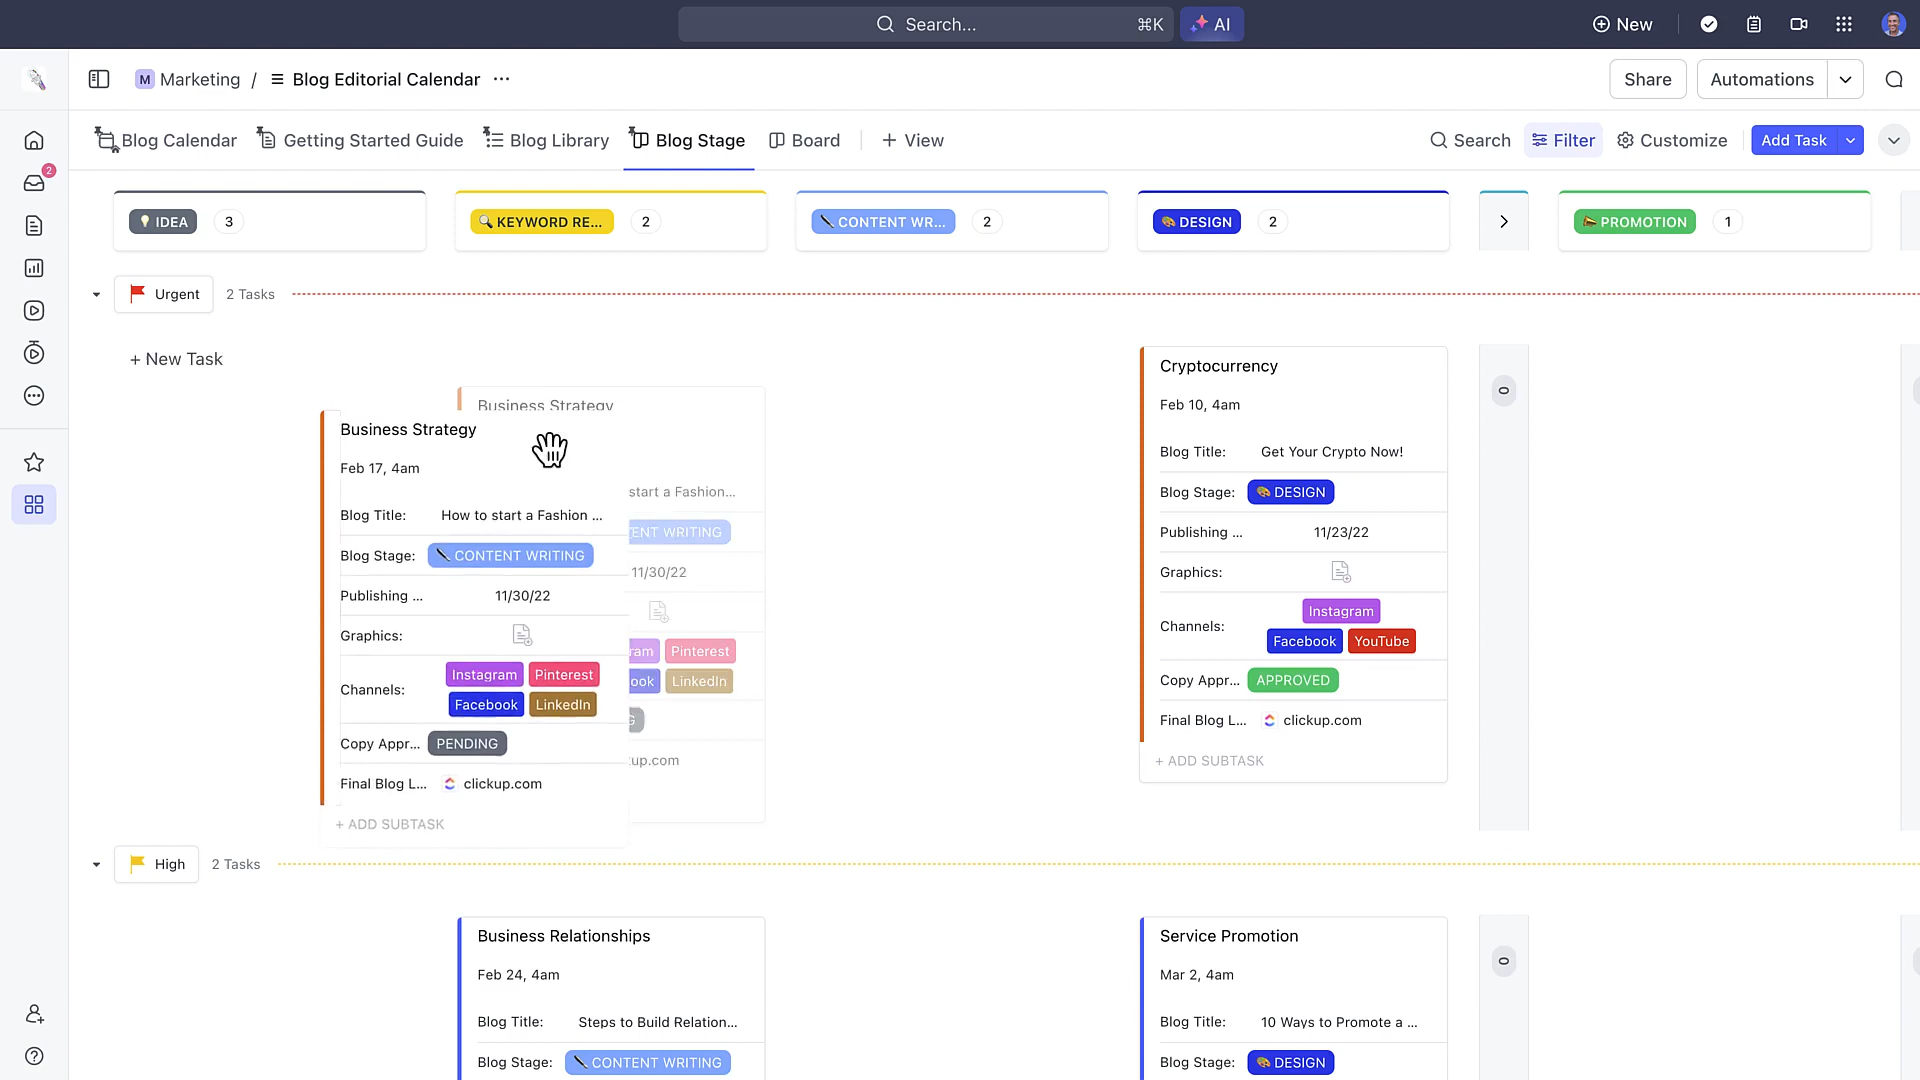 Search... ⌘K AI
New
M Marketing / Blog Editorial Calendar ...
Share Automations
Blog Calendar Getting Started Guide Blog Library Blog Stage Board + View
Search Filter Customize Add Task
2
IDEA 3
KEYWORD RE... 2
CONTENT WR... 2
DESIGN 2
PROMOTION 1
Urgent 2 Tasks
+ New Task
Business Strategy
start a Fashion...
ENT WRITING
11/30/22
ram Pinterest
ook LinkedIn
G
up.com
Business Strategy
Feb 17, 4am
Blog Title: How to start a Fashion ...
Blog Stage: CONTENT WRITING
Publishing ... 11/30/22
Graphics:
Channels: Instagram Pinterest
Facebook LinkedIn
Copy Appr... PENDING
Final Blog L... clickup.com
+ ADD SUBTASK
Cryptocurrency
Feb 10, 4am
Blog Title: Get Your Crypto Now!
Blog Stage: DESIGN
Publishing ... 11/23/22
Graphics:
Channels: Instagram
Facebook YouTube
Copy Appr... APPROVED
Final Blog L... clickup.com
+ ADD SUBTASK
0
High 2 Tasks
Business Relationships
Feb 24, 4am
Blog Title: Steps to Build Relation...
Blog Stage: CONTENT WRITING
Service Promotion
Mar 2, 4am
Blog Title: 10 Ways to Promote a ...
Blog Stage: DESIGN
0